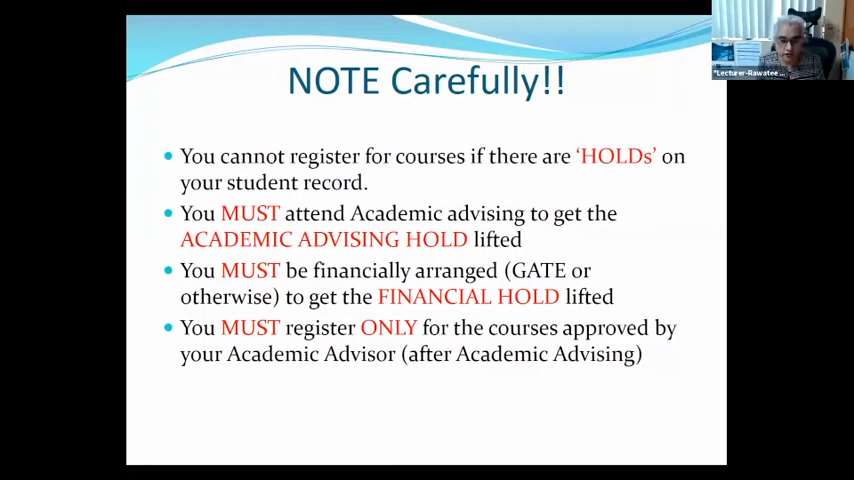 NOTE Carefully!!
*Lecturer-Rawatee ...
You cannot register for courses if there are ‘HOLDs’ on
your student record.
You MUST attend Academic advising to get the
ACADEMIC ADVISING HOLD lifted
You MUST be financially arranged (GATE or
otherwise) to get the FINANCIAL HOLD lifted
You MUST register ONLY for the courses approved by
your Academic Advisor (after Academic Advising)